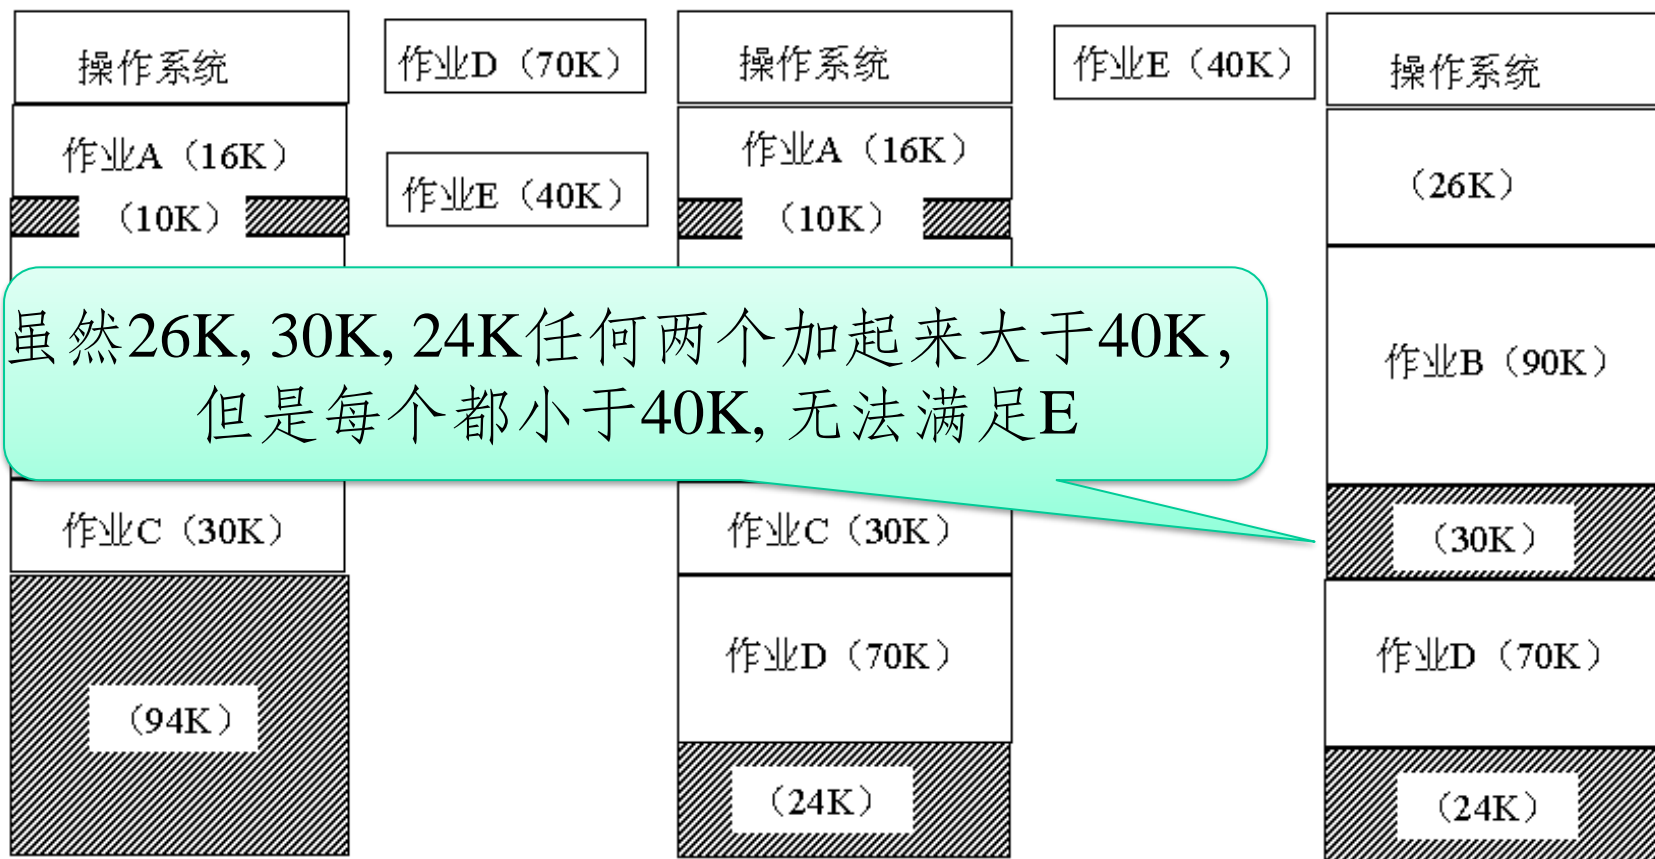 操作系统
作业A（16K）
（10K）
作业C（30K）
（94K）
作业D（70K）
作业E（40K）
操作系统
作业A（16K）
（10K）
作业C（30K）
作业D（70K）
（24K）
作业E（40K）
操作系统
（26K）
作业B（90K）
（30K）
作业D（70K）
（24K）
虽然26K, 30K, 24K任何两个加起来大于40K，
但是每个都小于40K, 无法满足E